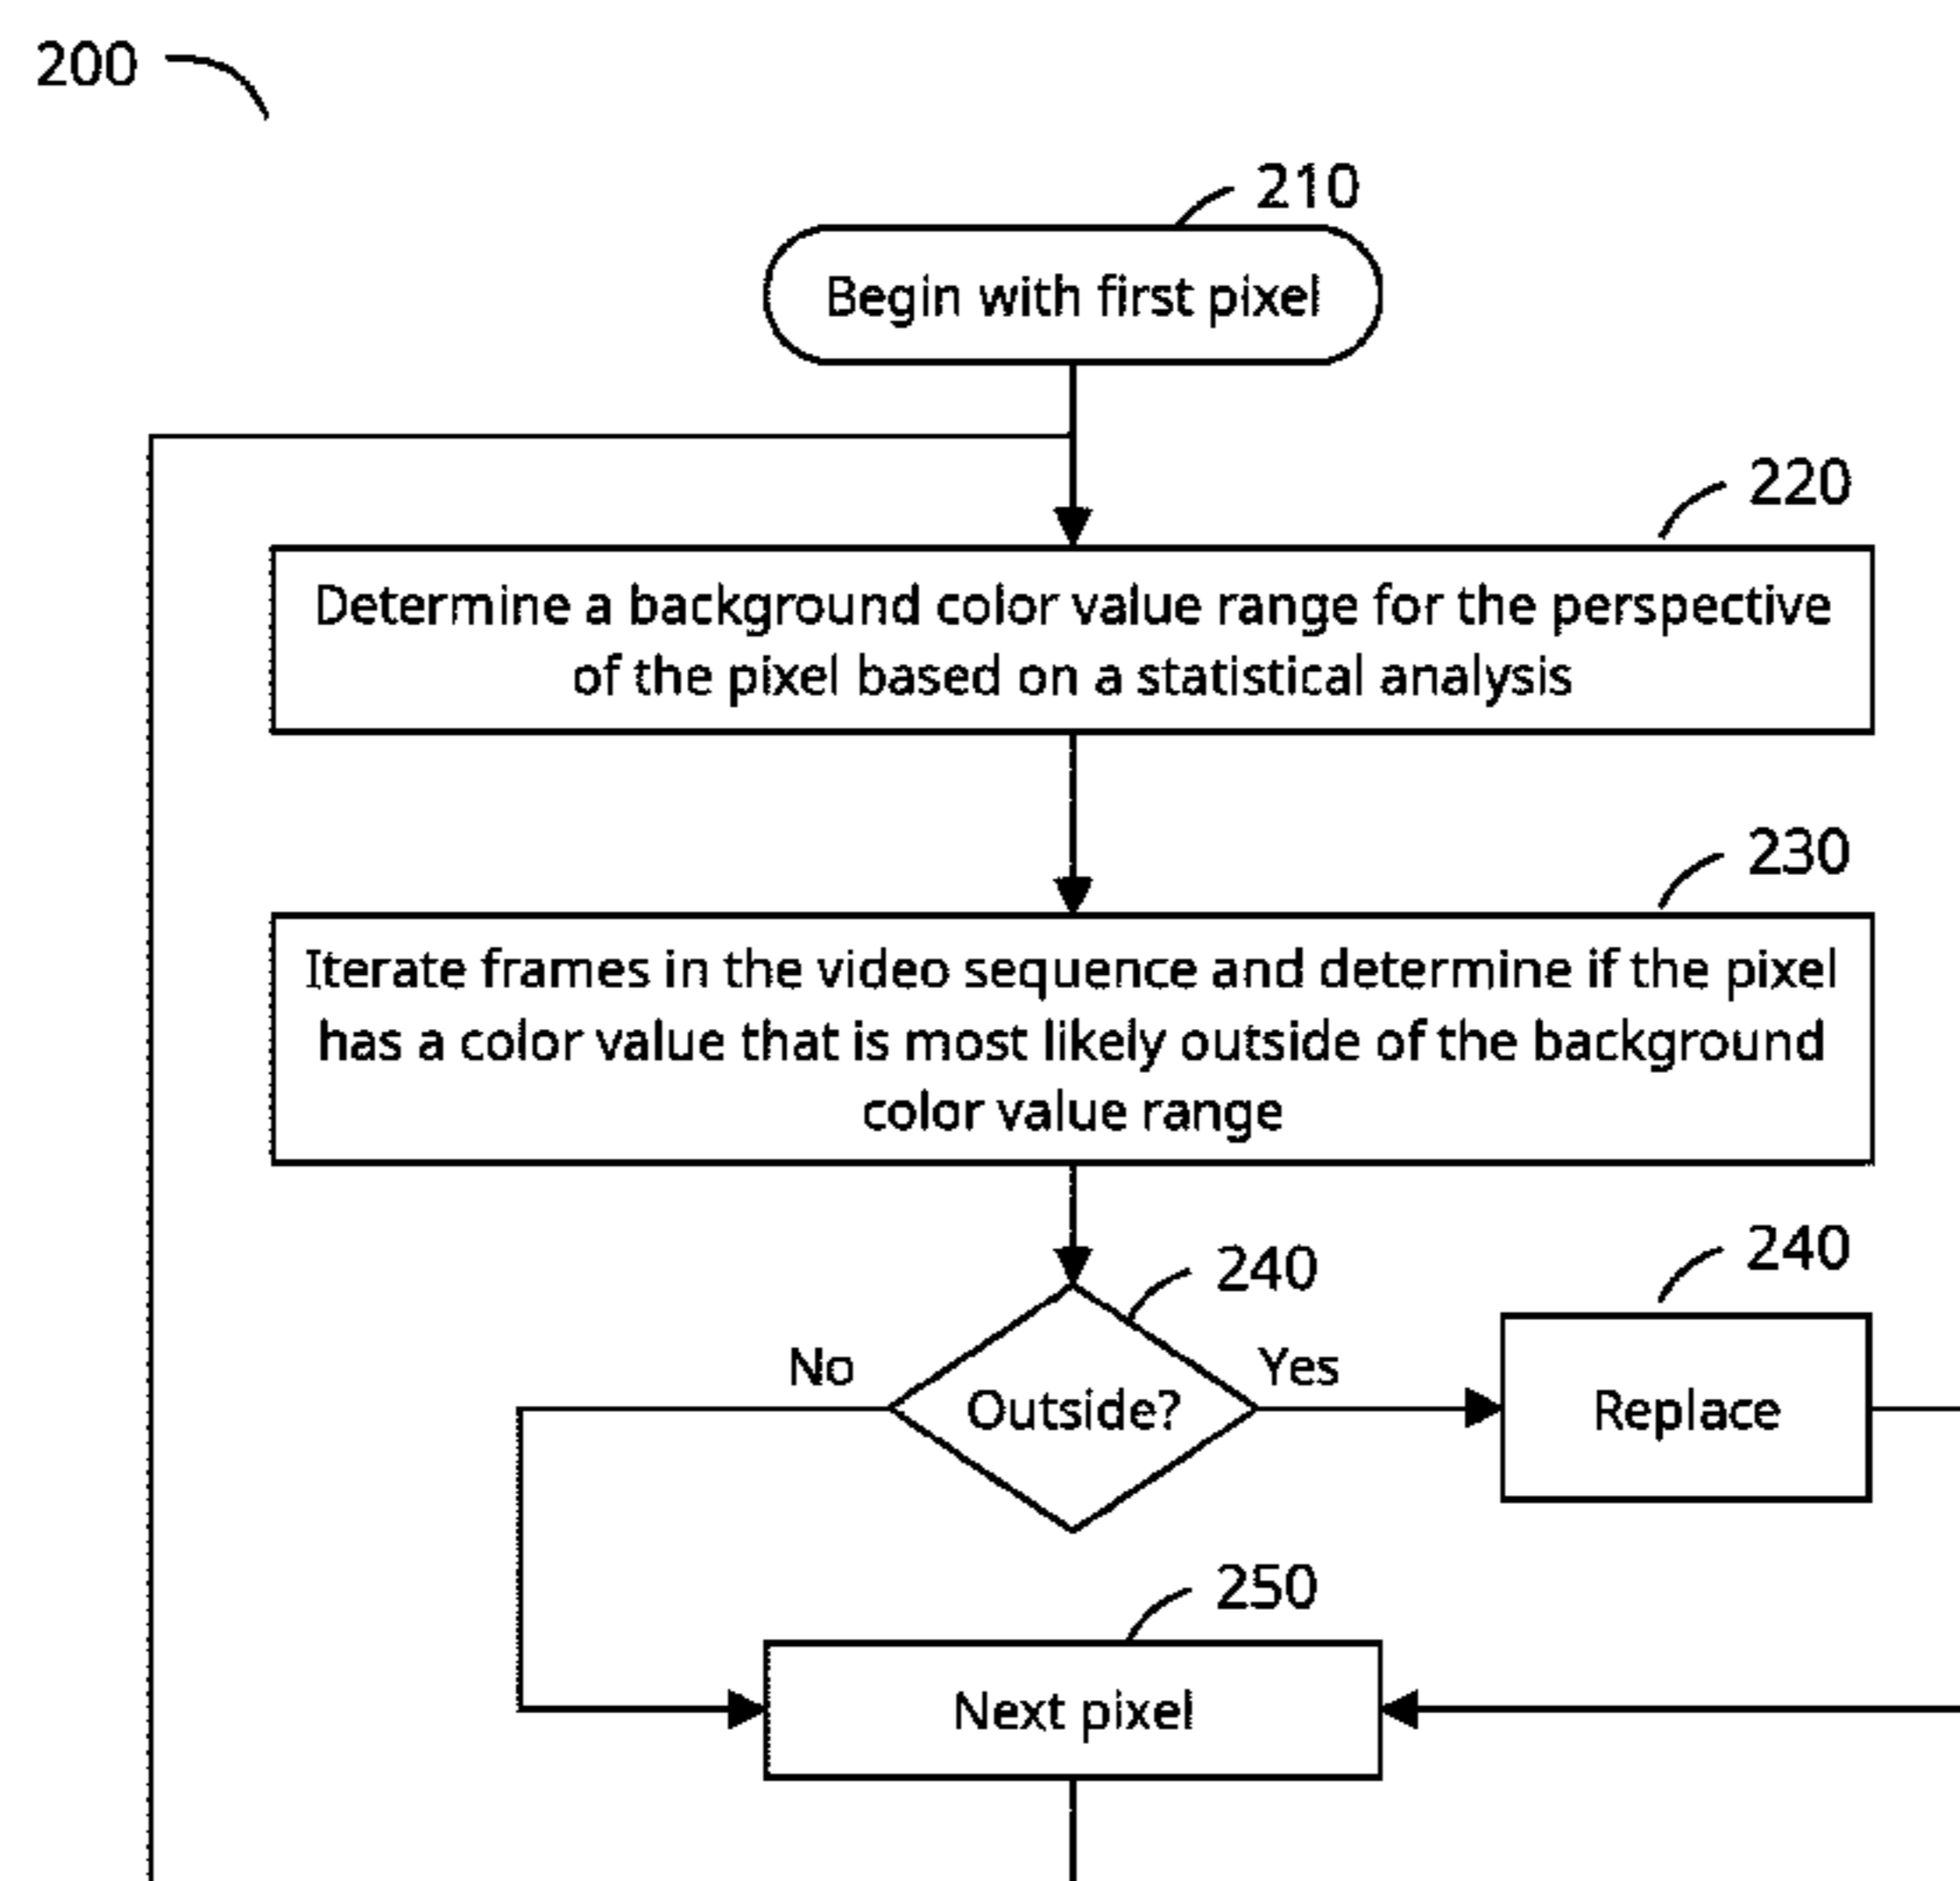 200
210
Begin with first pixel
220
Determine a background color value range for the perspective
of the pixel based on a statistical analysis
230
Iterate frames in the video sequence and determine if the pixel
has a color value that is most likely outside of the background
color value range
240
240
No
Yes
Outside?
Replace
250
Next pixel